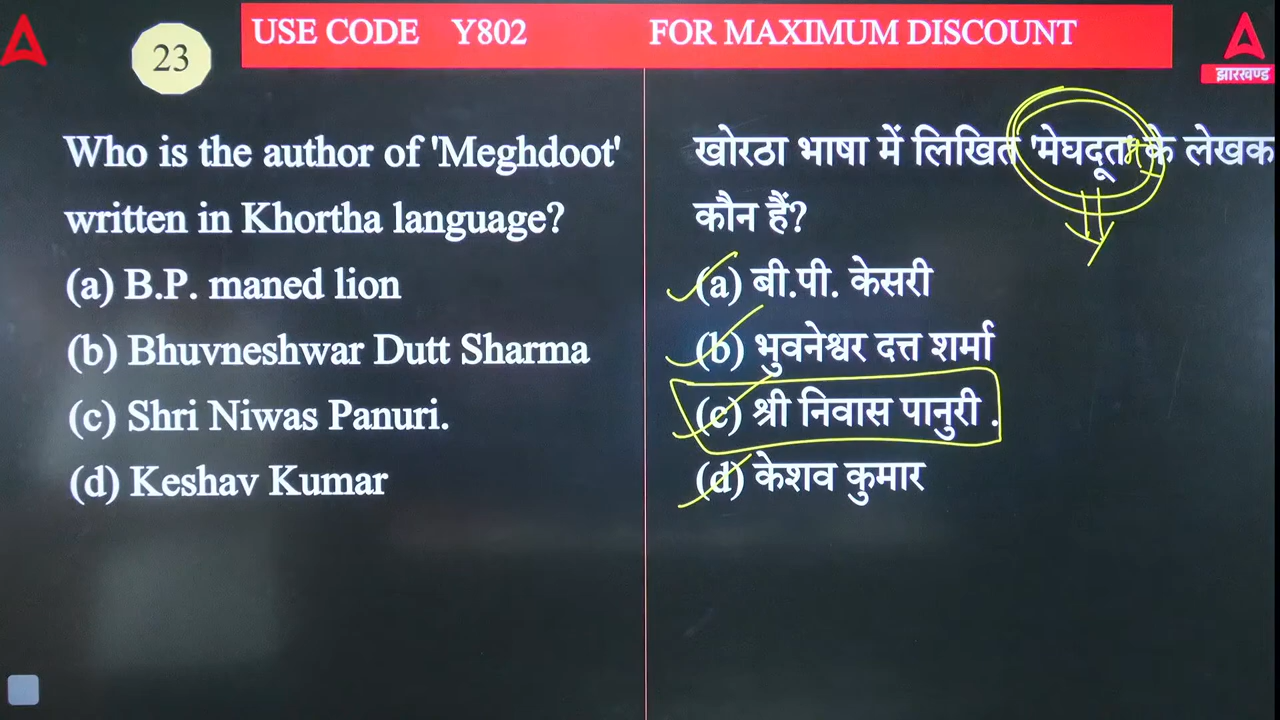 USE CODE Y802 FOR MAXIMUM DISCOUNT
23
झारखण्ड
Who is the author of 'Meghdoot'
written in Khortha language?
(a) B.P. maned lion
(b) Bhuvneshwar Dutt Sharma
(c) Shri Niwas Panuri.
(d) Keshav Kumar
खोरठा भाषा में लिखित 'मेघदूत' के लेखक
कौन हैं?
(a) बी.पी. केसरी
(b) भुवनेश्वर दत्त शर्मा
(c) श्री निवास पानुरी .
(d) केशव कुमार